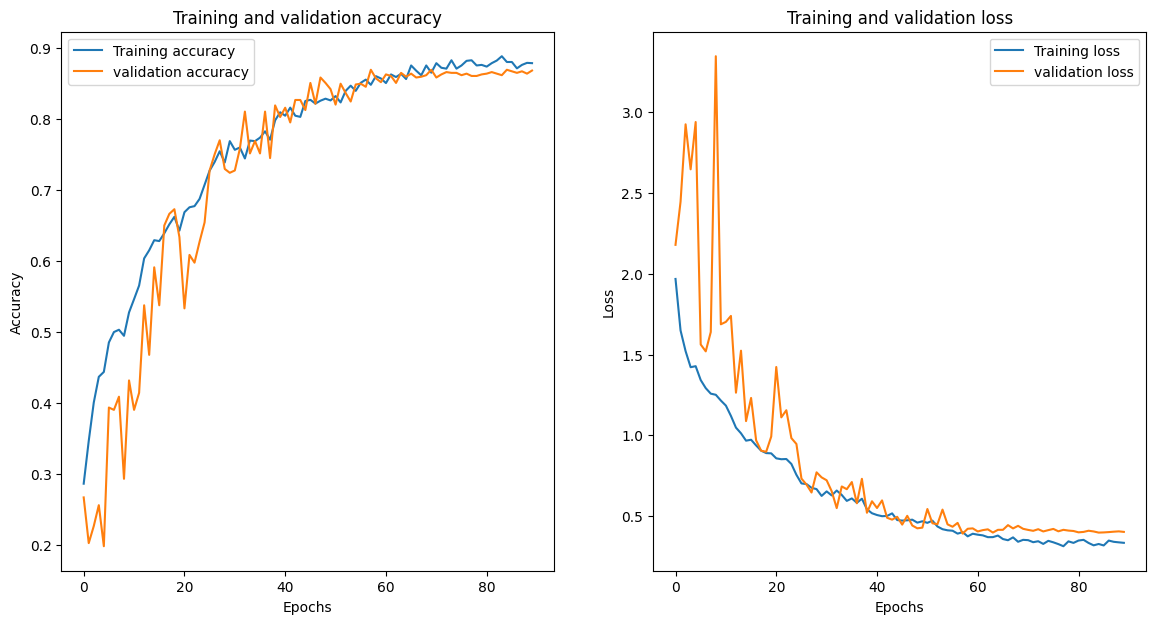 Training and validation accuracy
Training accuracy
validation accuracy
0.9
0.8
0.7
0.6
0.5
0.4
0.3
0.2
Accuracy
0
20
40
60
80
Epochs
Training and validation loss
Training loss
validation loss
3.0
2.5
2.0
1.5
1.0
0.5
Loss
0
20
40
60
80
Epochs